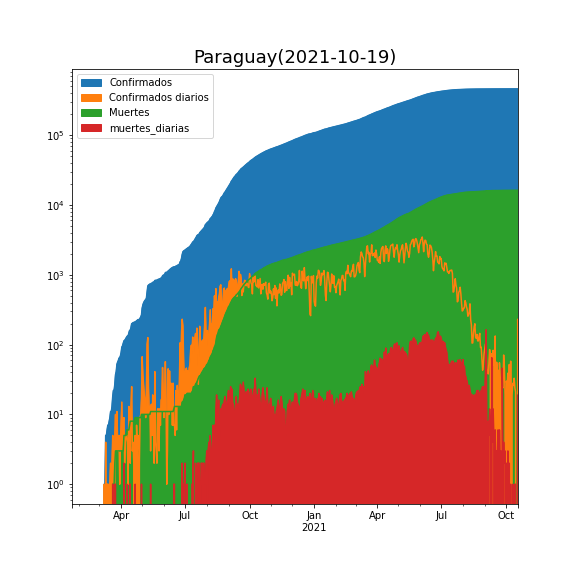 Paraguay(2021-10-19)
Confirmados
Confirmados diarios
Muertes
muertes_diarias
10⁵
10⁴
10³
10²
10¹
10⁰
Apr Jul Oct Jan Apr Jul Oct
2021